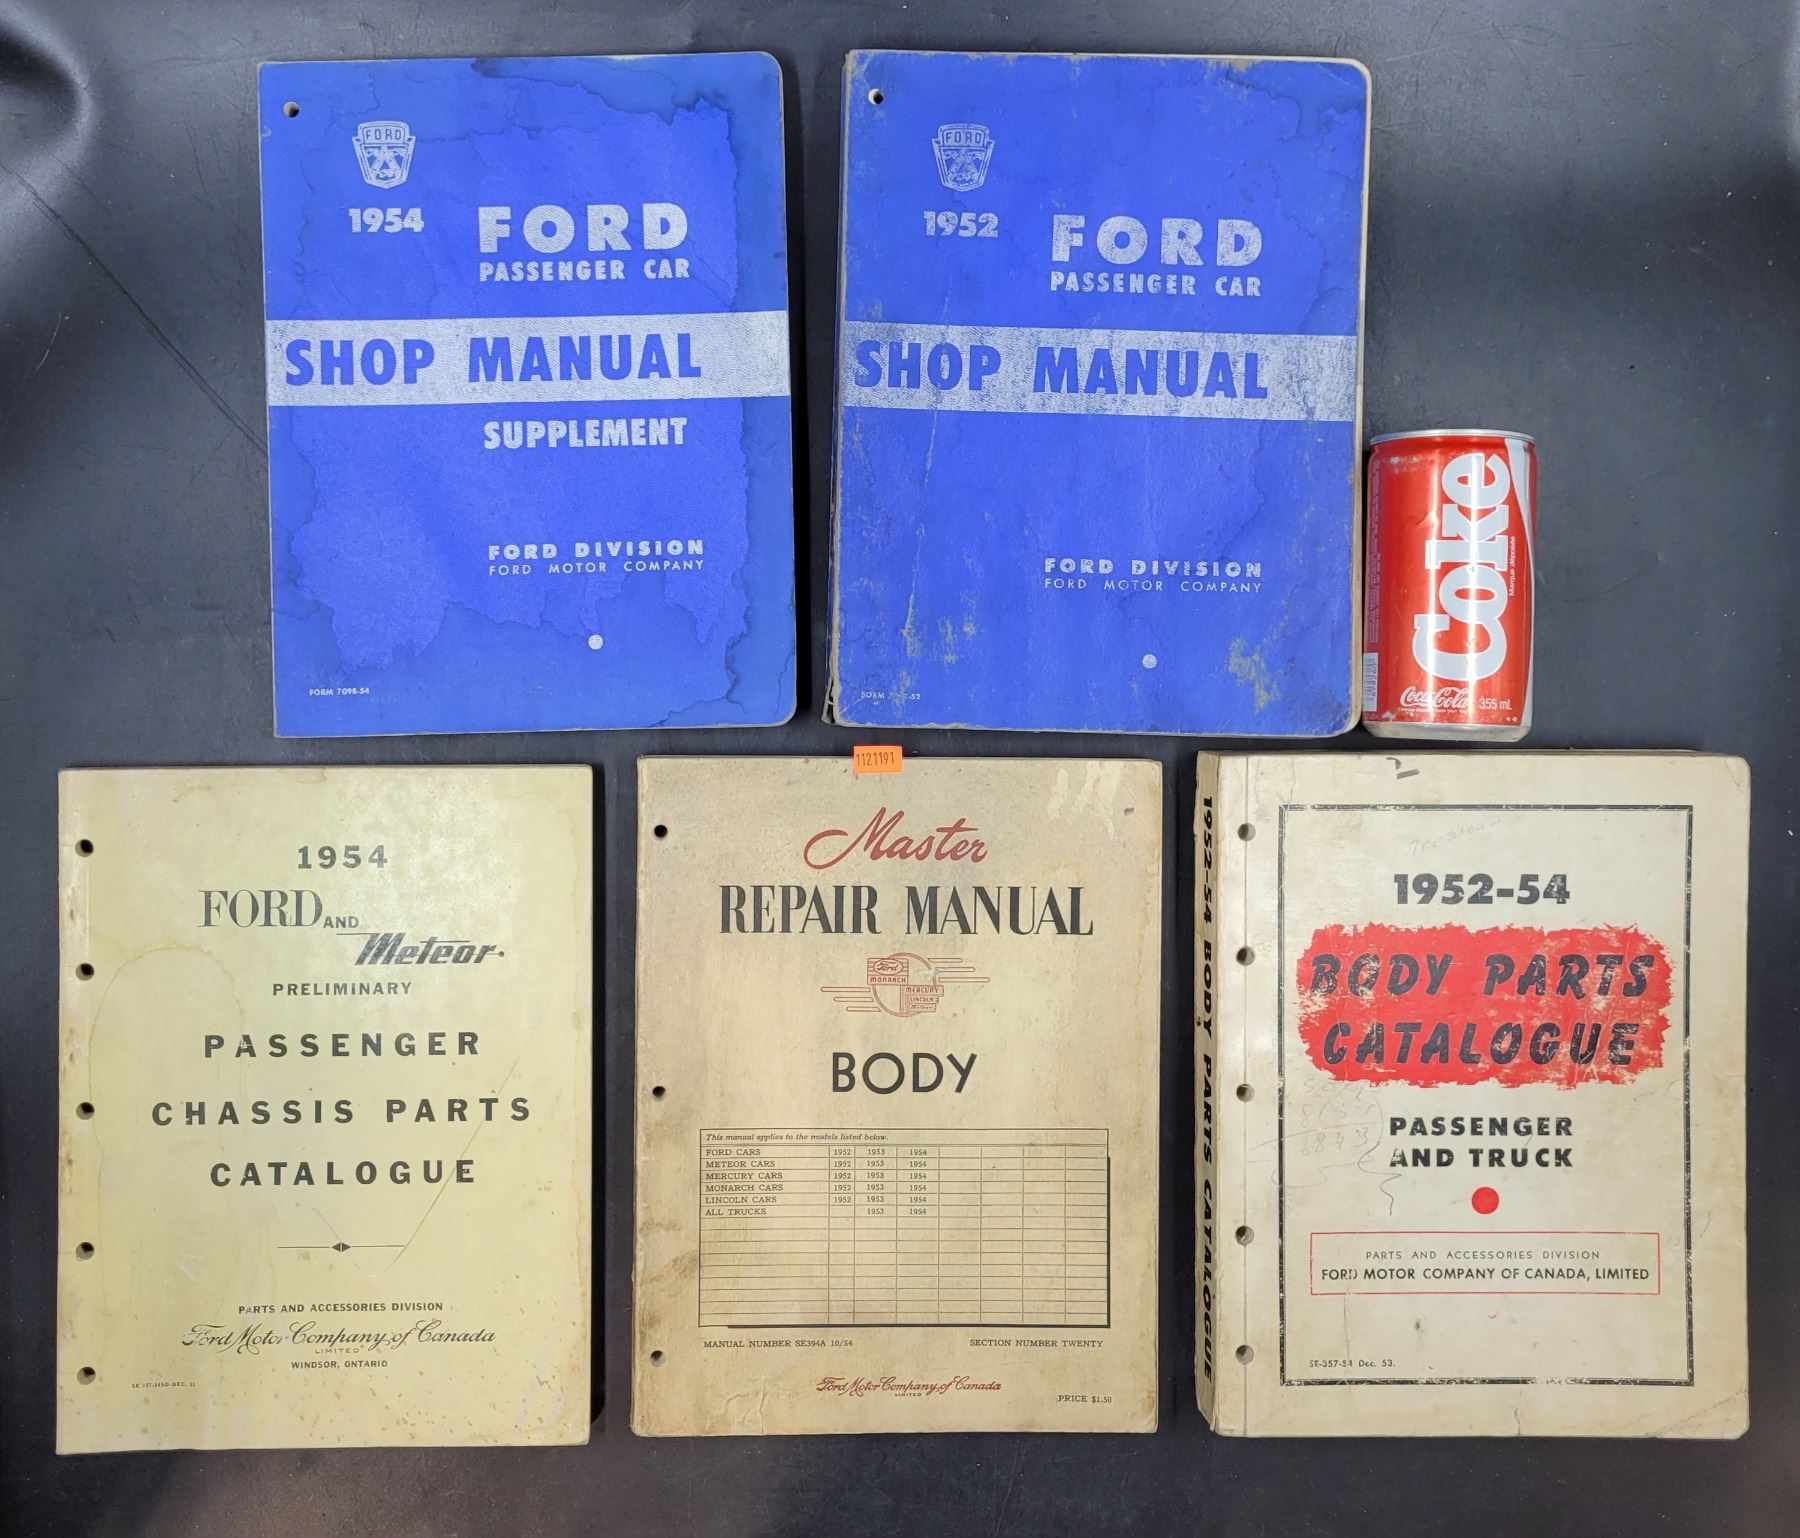 FORD
1954
FORD
PASSENGER CAR
SHOP MANUAL
SUPPLEMENT
FORD DIVISION
FORD MOTOR COMPANY
FORM 7098-54
FORD
1952
FORD
PASSENGER CAR
SHOP MANUAL
FORD DIVISION
FORD MOTOR COMPANY
FORM
-52
Coke
Marque déposée
Coca-Cola
355 mL
1954
FORD AND
Meteor
PRELIMINARY
PASSENGER
CHASSIS PARTS
CATALOGUE
PARTS AND ACCESSORIES DIVISION
Ford Motor Company of Canada
LIMITED
WINDSOR, ONTARIO
1121191
Master
REPAIR MANUAL
Ford
MONARCH
MERCURY
LINCOLN
Meteor
BODY
This manual applies to the models listed below.
FORD CARS 1952 1953 1954
METEOR CARS 1952 1953 1954
MERCURY CARS 1952 1953 1954
MONARCH CARS 1952 1953 1954
LINCOLN CARS 1952 1953 1954
ALL TRUCKS 1953 1954
MANUAL NUMBER SE394A 10/54 SECTION NUMBER TWENTY
Ford Motor Company of Canada
LIMITED
PRICE $1.50
1952-54 BODY PARTS CATALOGUE
1952-54
BODY PARTS
CATALOGUE
PASSENGER
AND TRUCK
PARTS AND ACCESSORIES DIVISION
FORD MOTOR COMPANY OF CANADA, LIMITED
SE-357-54 Dec. 53.